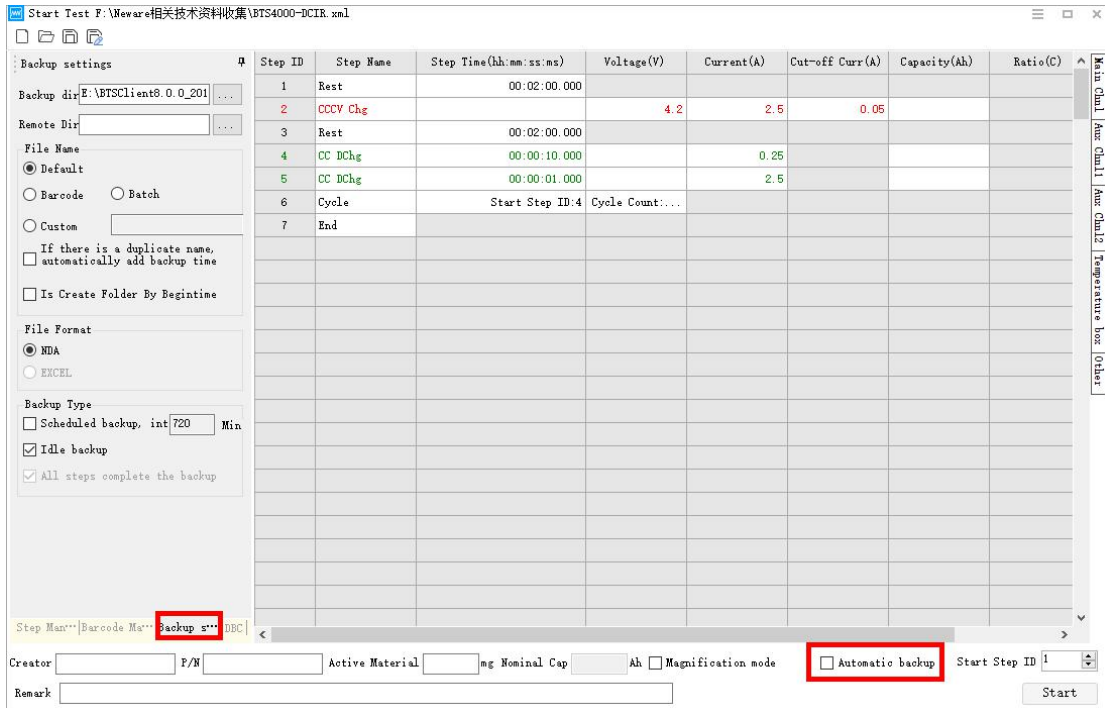 Start Test F:\Neware相关技术资料收集\BTS4000-DCIR.xml
Backup settings
Backup dir E:\BTSClient8.0.0_201 ...
Remote Dir ...
File Name
Default
Barcode Batch
Custom
If there is a duplicate name,
automatically add backup time
Is Create Folder By Begintime
File Format
NDA
EXCEL
Backup Type
Scheduled backup, int 720 Min
Idle backup
All steps complete the backup
Step Man... Barcode Ma... Backup s... DBC
Step ID Step Name Step Time(hh:mm:ss:ms) Voltage(V) Current(A) Cut-off Curr(A) Capacity(Ah) Ratio(C)
1 Rest 00:02:00.000
2 CCCV Chg 4.2 2.5 0.05
3 Rest 00:02:00.000
4 CC DChg 00:00:10.000 0.25
5 CC DChg 00:00:01.000 2.5
6 Cycle Start Step ID:4 Cycle Count:...
7 End
Main Chnl
Aux Chnl1
Aux Chnl2
Temperature box
Other
Creator P/N Active Material mg Nominal Cap Ah Magnification mode Automatic backup Start Step ID 1
Remark Start